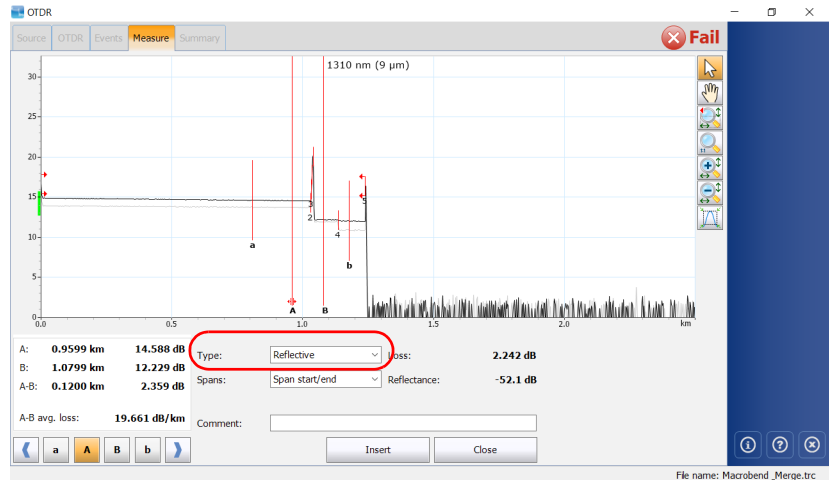 OTDR
Source OTDR Events Measure Summary Fail
1310 nm (9 µm)
30
25
20
15
10
5
0
3
2
4
5
a
b
A B
0.0 0.5 1.0 1.5 2.0 km
A: 0.9599 km 14.588 dB
B: 1.0799 km 12.229 dB
A-B: 0.1200 km 2.359 dB
A-B avg. loss: 19.661 dB/km
Type: Reflective Loss: 2.242 dB
Spans: Span start/end Reflectance: -52.1 dB
Comment:
a A B b Insert Close
File name: Macrobend _Merge.trc